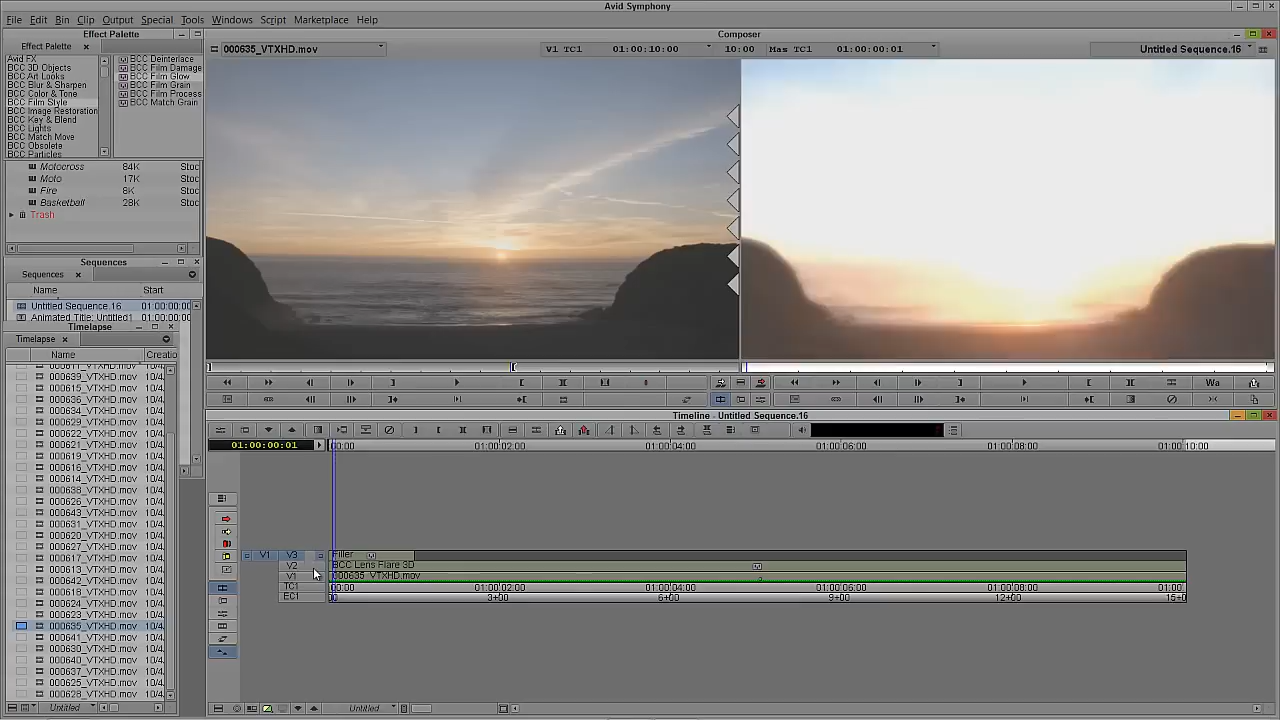 Avid Symphony
File Edit Bin Clip Output Special Tools Windows Script Marketplace Help
Effect Palette
Effect Palette
Avid FX
BCC 3D Objects
BCC Art Looks
BCC Blur & Sharpen
BCC Color & Tone
BCC Film Style
BCC Image Restoration
BCC Key & Blend
BCC Lights
BCC Match Move
BCC Obsolete
BCC Particles
BCC Deinterlace
BCC Film Damage
BCC Film Glow
BCC Film Grain
BCC Film Process
BCC Match Grain
Motocross 84K Stoc
Moto 17K Stoc
Fire 8K Stoc
Basketball 28K Stoc
Trash
Sequences
Sequences
Name Start
Untitled Sequence.16 01:00:00:00
Animated Title: Untitled1 01:00:00:00
Timelapse
Timelapse
Name Creatio
000639_VTXHD.mov 10/4
000615_VTXHD.mov 10/4
000636_VTXHD.mov 10/4
000634_VTXHD.mov 10/4
000629_VTXHD.mov 10/4
000622_VTXHD.mov 10/4
000621_VTXHD.mov 10/4
000619_VTXHD.mov 10/4
000616_VTXHD.mov 10/4
000614_VTXHD.mov 10/4
000638_VTXHD.mov 10/4
000626_VTXHD.mov 10/4
000643_VTXHD.mov 10/4
000631_VTXHD.mov 10/4
000620_VTXHD.mov 10/4
000627_VTXHD.mov 10/4
000617_VTXHD.mov 10/4
000613_VTXHD.mov 10/4
000642_VTXHD.mov 10/4
000618_VTXHD.mov 10/4
000624_VTXHD.mov 10/4
000623_VTXHD.mov 10/4
000635_VTXHD.mov 10/4
000641_VTXHD.mov 10/4
000630_VTXHD.mov 10/4
000640_VTXHD.mov 10/4
000637_VTXHD.mov 10/4
000625_VTXHD.mov 10/4
000628_VTXHD.mov 10/4
Untitled
Composer
000635_VTXHD.mov V1 TC1 01:00:10:00 10:00 Mas TC1 01:00:00:01 Untitled Sequence.16
Wa
Timeline - Untitled Sequence.16
01:00:00:01 00:00 01:00:02:00 01:00:04:00 01:00:06:00 01:00:08:00 01:00:10:00
V1 V3 Filler
V2 BCC Lens Flare 3D
V1 000635_VTXHD.mov
TC1 00:00 01:00:02:00 01:00:04:00 01:00:06:00 01:00:08:00 01:00
EC1 3+00 6+00 9+00 12+00 15+0
Untitled